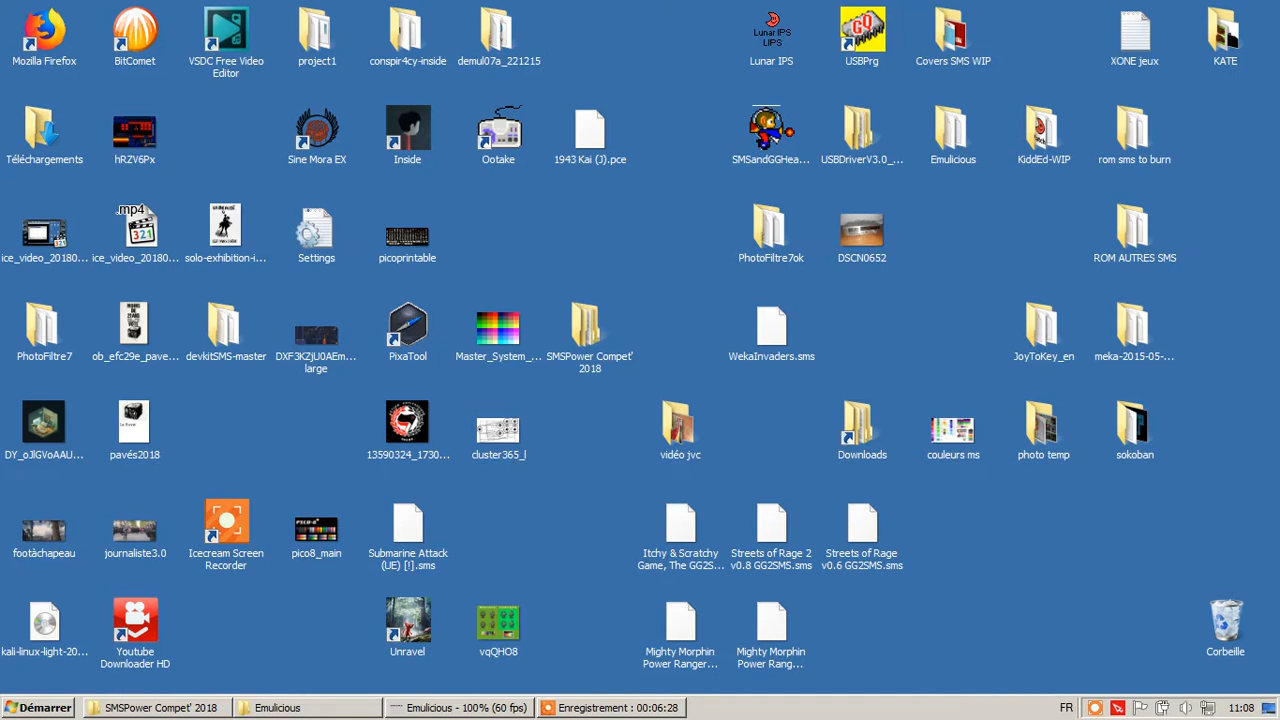 Mozilla Firefox
BitComet
VSDC Free Video
Editor
project1
conspir4cy-inside
demul07a_221215
Lunar IPS
LIPS
Lunar IPS
USBPrg
Covers SMS WIP
XONE jeux
KATE
Téléchargements
hRZV6Px
Sine Mora EX
Inside
Ootake
1943 Kai (J).pce
SMSandGGHea...
USBDriverV3.0_...
Emulicious
KiddEd-WIP
rom sms to burn
.mp4
321
ice_video_20180...
ice_video_20180...
solo-exhibition-i...
Settings
picoprintable
PhotoFiltre7ok
DSCN0652
ROM AUTRES SMS
PhotoFiltre7
ob_efc29e_pave...
devkitSMS-master
DXF3KZjU0AEm...
large
PixaTool
Master_System_...
SMSPower Compet'
2018
WekaInvaders.sms
JoyToKey_en
meka-2015-05-...
DY_oJlGVoAAU...
pavés2018
13590324_1730...
cluster365_l
vidéo jvc
Downloads
couleurs ms
photo temp
sokoban
PICO-8
footàchapeau
journaliste3.0
Icecream Screen
Recorder
pico8_main
Submarine Attack
(UE) [!].sms
Itchy & Scratchy
Game, The GG2S...
Streets of Rage 2
v0.8 GG2SMS.sms
Streets of Rage
v0.6 GG2SMS.sms
kali-linux-light-20...
Youtube
Downloader HD
Unravel
vqQHO8
Mighty Morphin
Power Ranger...
Mighty Morphin
Power Rang...
Corbeille
Démarrer
SMSPower Compet' 2018
Emulicious
Emulicious - 100% (60 fps)
Enregistrement : 00:06:28
FR
11:08